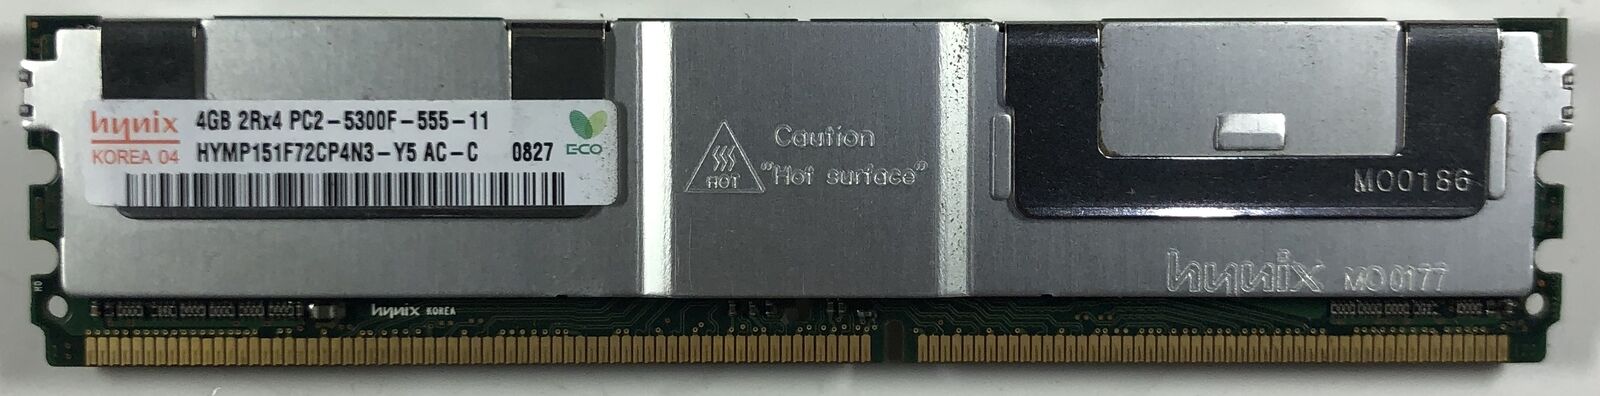 hynix
KOREA 04
4GB 2Rx4 PC2-5300F-555-11
HYMP151F72CP4N3-Y5 AC-C 0827
ECO
HOT
Caution
"Hot surface"
MO0186
hynix MO0177
hynix KOREA